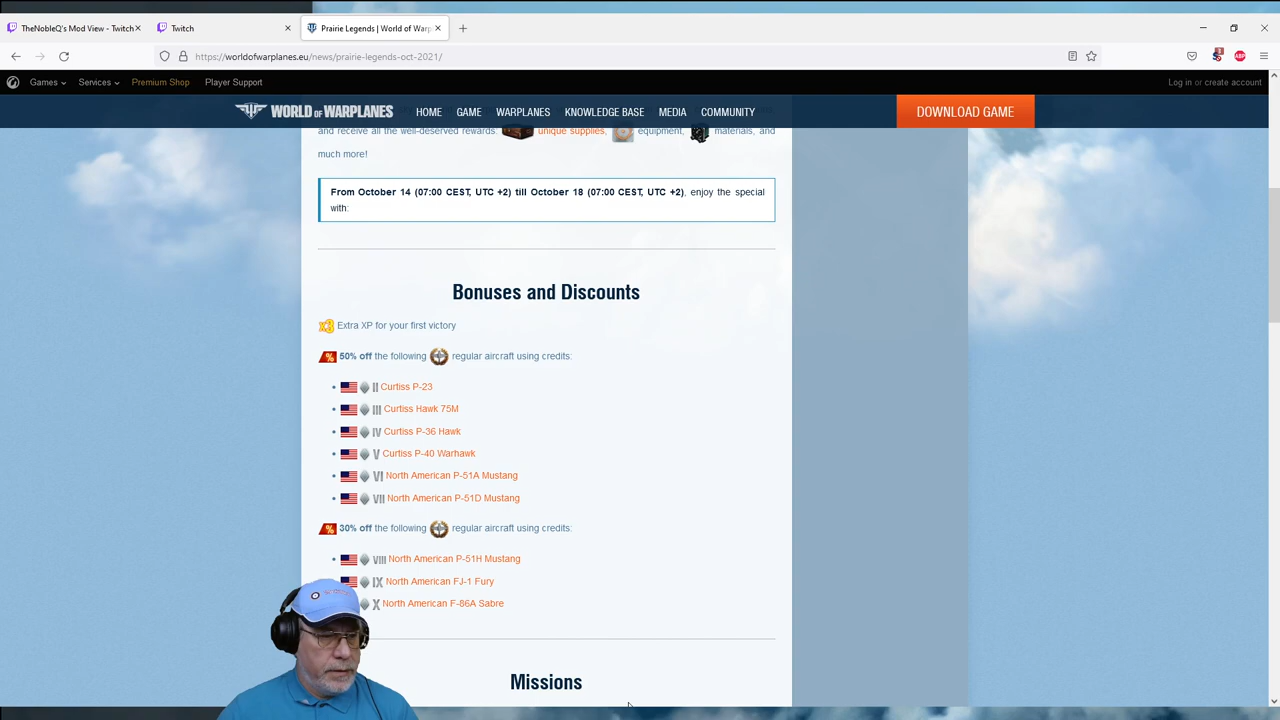 TheNobleQ's Mod View - Twitch
Twitch
Prairie Legends | World of Warp
https://worldofwarplanes.eu/news/prairie-legends-oct-2021/
Games Services Premium Shop Player Support
Log in or create account
WORLD OF WARPLANES
HOME GAME WARPLANES KNOWLEDGE BASE MEDIA COMMUNITY
DOWNLOAD GAME
and receive all the well-deserved rewards: unique supplies, equipment, materials, and
much more!
From October 14 (07:00 CEST, UTC +2) till October 18 (07:00 CEST, UTC +2), enjoy the special
with:
Bonuses and Discounts
x3 Extra XP for your first victory
% 50% off the following regular aircraft using credits:
II Curtiss P-23
III Curtiss Hawk 75M
IV Curtiss P-36 Hawk
V Curtiss P-40 Warhawk
VI North American P-51A Mustang
VII North American P-51D Mustang
% 30% off the following regular aircraft using credits:
VIII North American P-51H Mustang
IX North American FJ-1 Fury
X North American F-86A Sabre
Missions